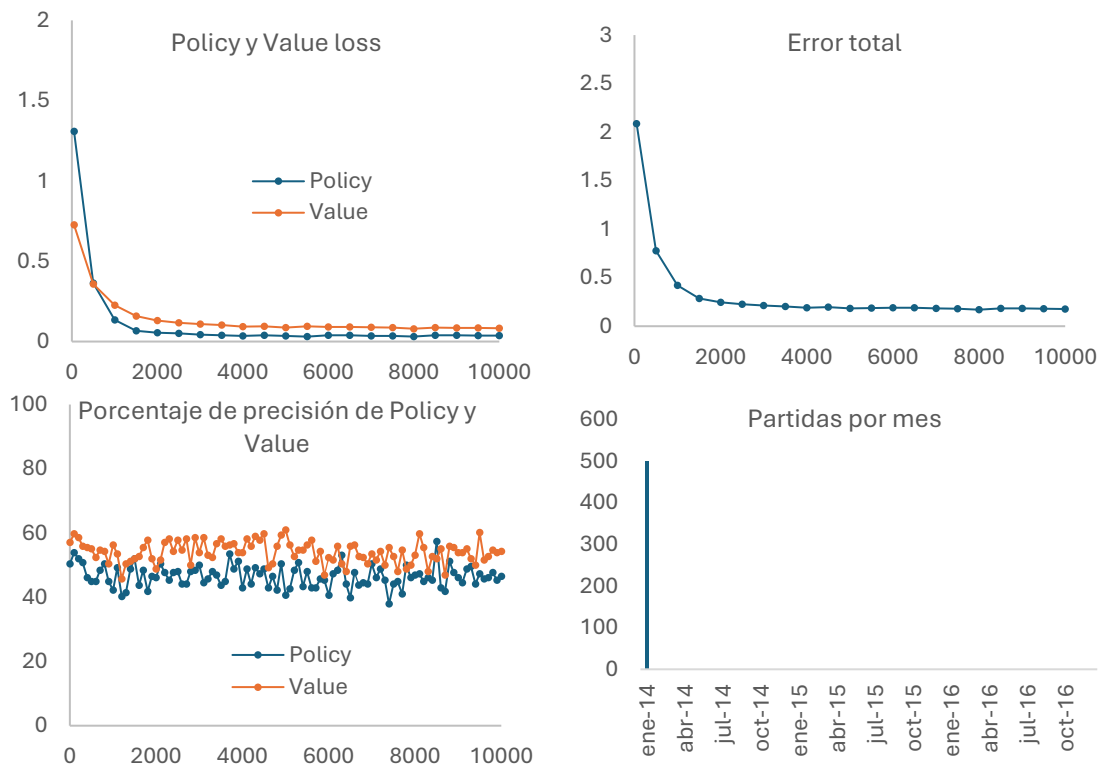 Policy y Value loss
2
1.5
1
0.5
0
Policy
Value
0 2000 4000 6000 8000 10000
Error total
3
2.5
2
1.5
1
0.5
0
0 2000 4000 6000 8000 10000
Porcentaje de precisión de Policy y
Value
100
80
60
40
20
0
Policy
Value
0 2000 4000 6000 8000 10000
Partidas por mes
600
500
400
300
200
100
0
ene-14
abr-14
jul-14
oct-14
ene-15
abr-15
jul-15
oct-15
ene-16
abr-16
jul-16
oct-16